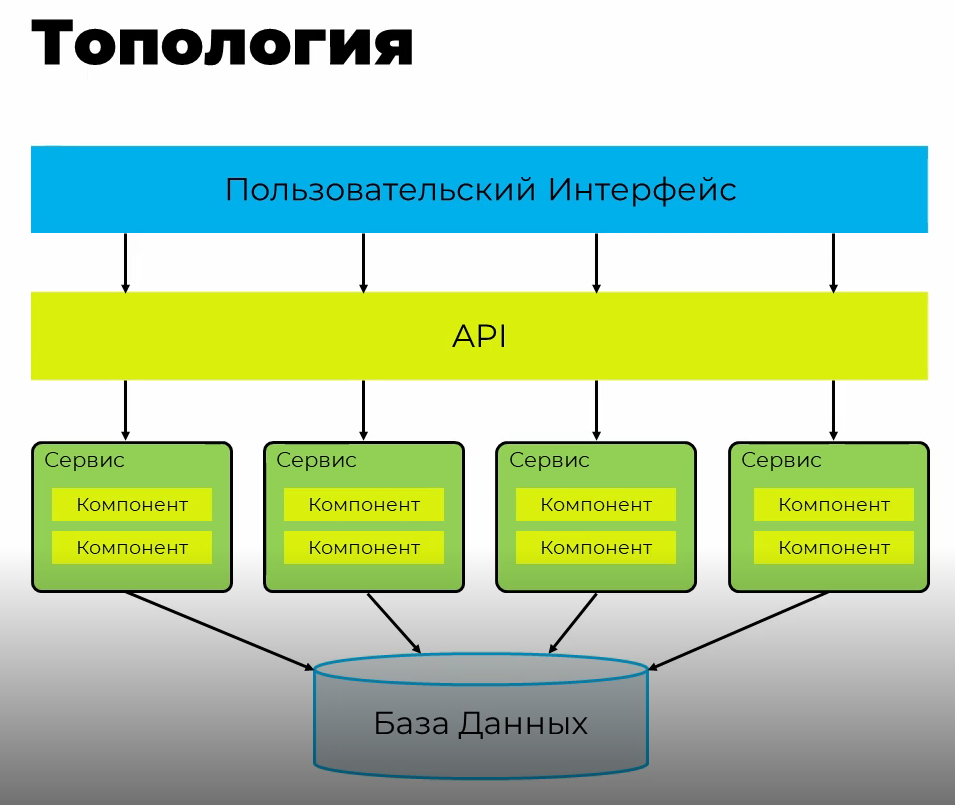 Топология
Пользовательский Интерфейс
API
Сервис
Компонент
Компонент
Сервис
Компонент
Компонент
Сервис
Компонент
Компонент
Сервис
Компонент
Компонент
База Данных